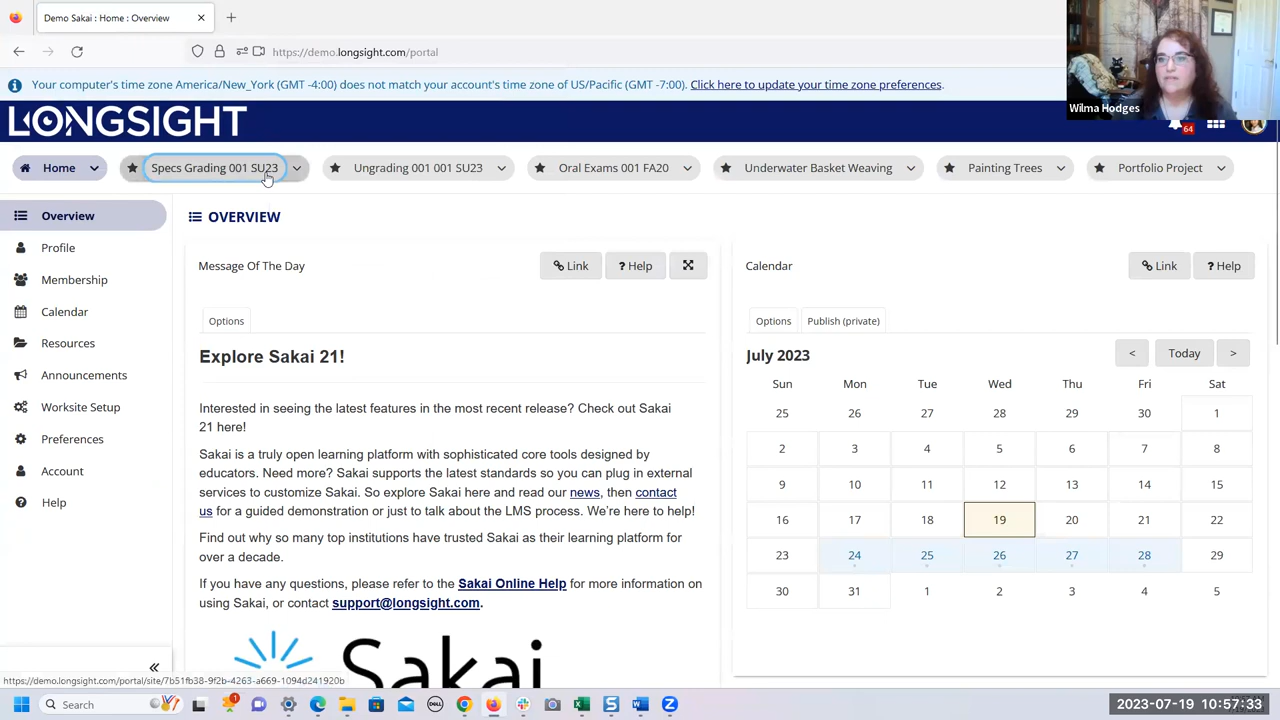 Demo Sakai : Home : Overview
https://demo.longsight.com/portal
Your computer's time zone America/New_York (GMT -4:00) does not match your account's time zone of US/Pacific (GMT -7:00). Click here to update your time zone preferences.
Wilma Hodges
LONGSIGHT
64
Home
Specs Grading 001 SU23
Ungrading 001 001 SU23
Oral Exams 001 FA20
Underwater Basket Weaving
Painting Trees
Portfolio Project
Overview
Profile
Membership
Calendar
Resources
Announcements
Worksite Setup
Preferences
Account
Help
OVERVIEW
Message Of The Day
Link
? Help
Options
Explore Sakai 21!
Interested in seeing the latest features in the most recent release? Check out Sakai
21 here!
Sakai is a truly open learning platform with sophisticated core tools designed by
educators. Need more? Sakai supports the latest standards so you can plug in external
services to customize Sakai. So explore Sakai here and read our news, then contact
us for a guided demonstration or just to talk about the LMS process. We're here to help!
Find out why so many top institutions have trusted Sakai as their learning platform for
over a decade.
If you have any questions, please refer to the Sakai Online Help for more information on
using Sakai, or contact support@longsight.com.
Sakai
Calendar
Link
? Help
Options
Publish (private)
July 2023
< Today >
Sun Mon Tue Wed Thu Fri Sat
25 26 27 28 29 30 1
2 3 4 5 6 7 8
9 10 11 12 13 14 15
16 17 18 19 20 21 22
23 24 25 26 27 28 29
30 31 1 2 3 4 5
https://demo.longsight.com/portal/site/7b51fb38-9f2b-4263-a669-1094d241920b
Search
2023-07-19 10:57:33